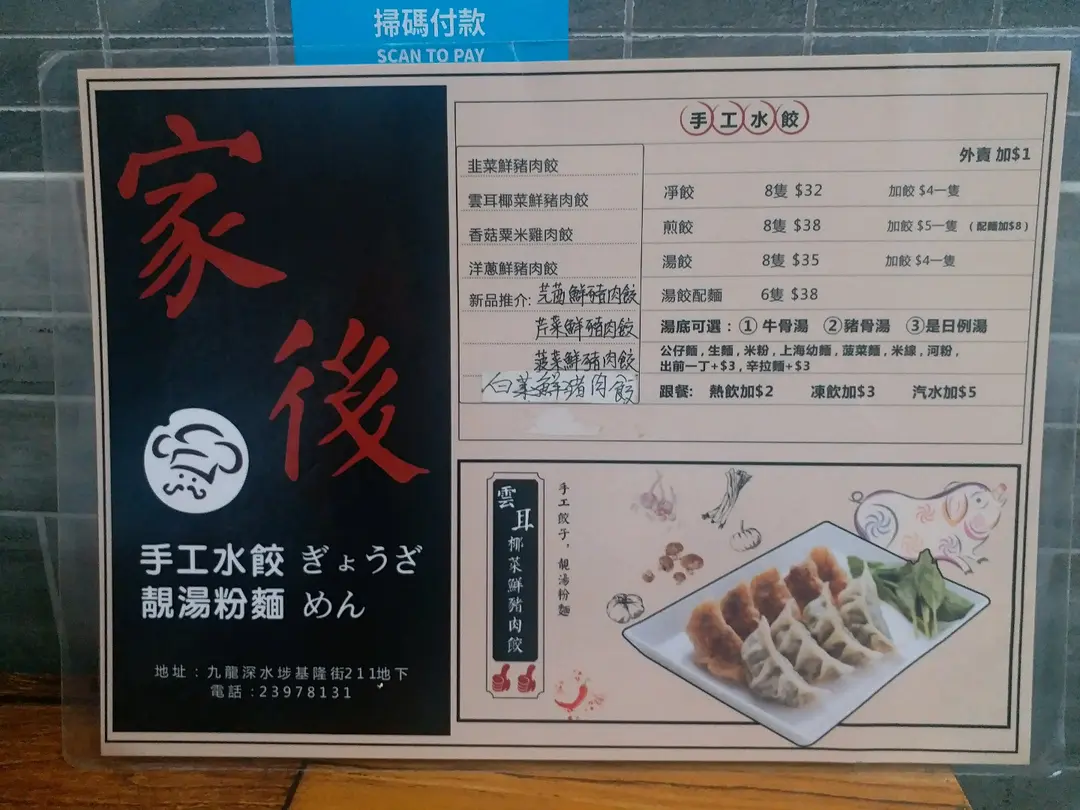 掃碼付款
SCAN TO PAY
家後
手工水餃 ぎょうざ
靚湯粉麵 めん
地址：九龍深水埗基隆街211地下
電話：23978131
手工水餃
外賣 加$1
韭菜鮮豬肉餃
雲耳椰菜鮮豬肉餃
香菇粟米雞肉餃
洋蔥鮮豬肉餃
新品推介: 芫茜鮮豬肉餃
芹菜鮮豬肉餃
菠菜鮮豬肉餃
白菜鮮豬肉餃
凈餃 8隻 $32 加餃 $4一隻
煎餃 8隻 $38 加餃 $5一隻 (配麵加$8)
湯餃 8隻 $35 加餃 $4一隻
湯餃配麵 6隻 $38
湯底可選：① 牛骨湯 ②豬骨湯 ③是日例湯
公仔麵,生麵,米粉,上海幼麵,菠菜麵,米線,河粉,
出前一丁+$3,辛拉麵+$3
跟餐: 熱飲加$2 凍飲加$3 汽水加$5
雲耳椰菜鮮豬肉餃
手工餃子，靚湯粉麵